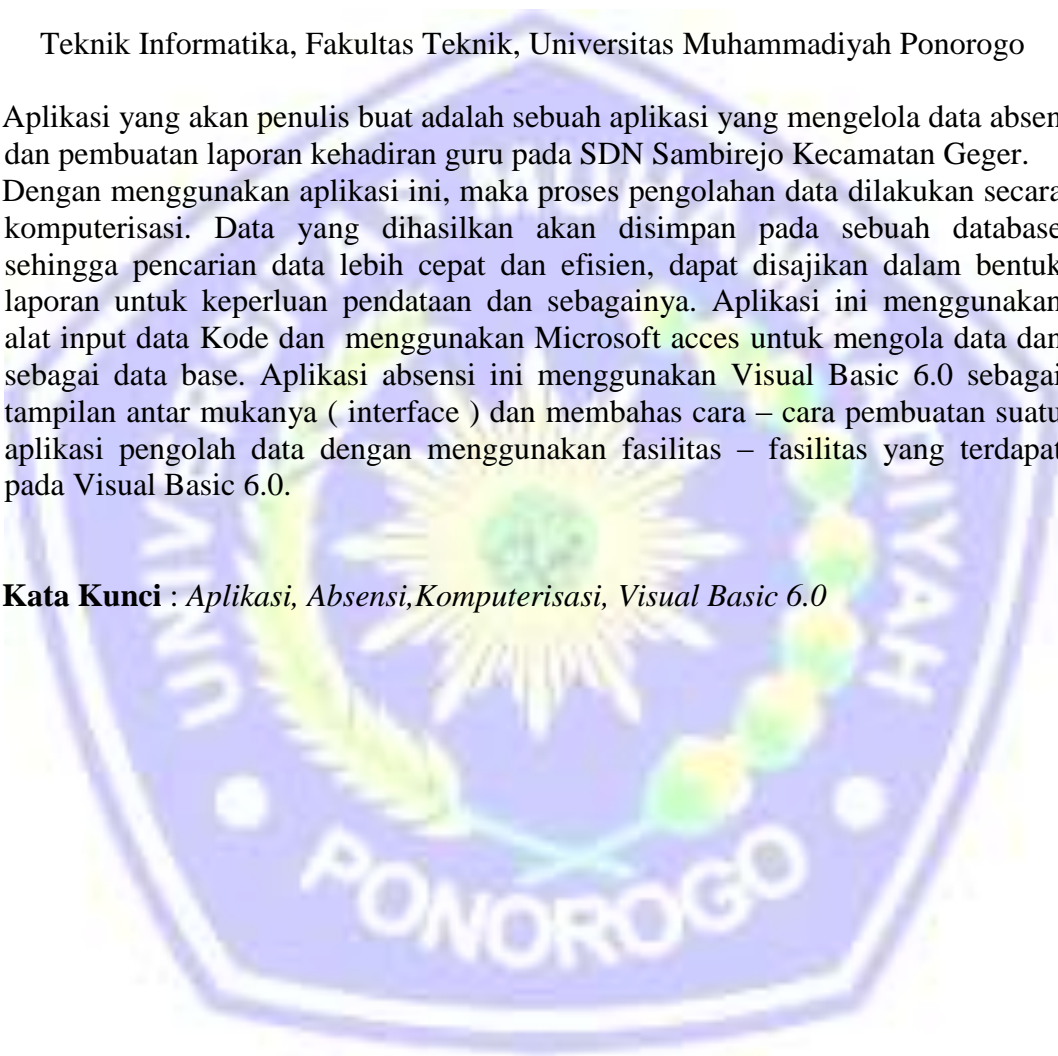 Teknik Informatika, Fakultas Teknik, Universitas Muhammadiyah Ponorogo
Aplikasi yang akan penulis buat adalah sebuah aplikasi yang mengelola data absen
dan pembuatan laporan kehadiran guru pada SDN Sambirejo Kecamatan Geger.
Dengan menggunakan aplikasi ini, maka proses pengolahan data dilakukan secara
komputerisasi. Data yang dihasilkan akan disimpan pada sebuah database
sehingga pencarian data lebih cepat dan efisien, dapat disajikan dalam bentuk
laporan untuk keperluan pendataan dan sebagainya. Aplikasi ini menggunakan
alat input data Kode dan menggunakan Microsoft acces untuk mengola data dan
sebagai data base. Aplikasi absensi ini menggunakan Visual Basic 6.0 sebagai
tampilan antar mukanya ( interface ) dan membahas cara – cara pembuatan suatu
aplikasi pengolah data dengan menggunakan fasilitas – fasilitas yang terdapat
pada Visual Basic 6.0.
Kata Kunci : Aplikasi, Absensi,Komputerisasi, Visual Basic 6.0
PONOROGO